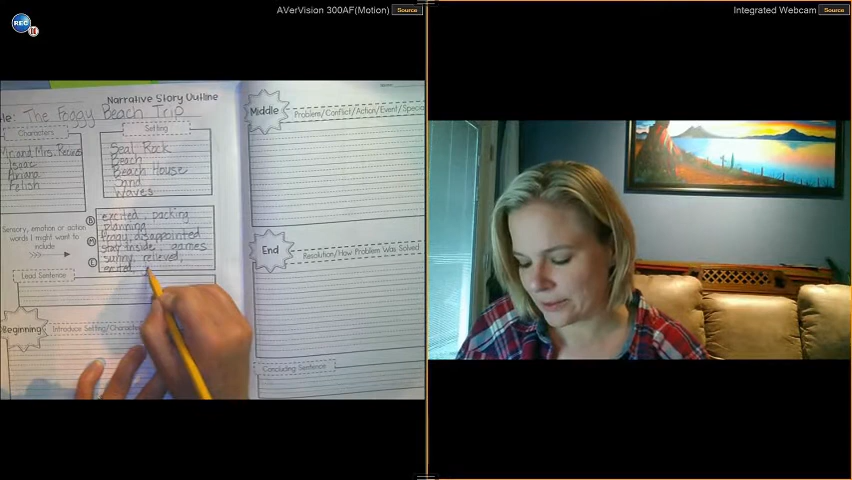 REC
AVerVision 300AF(Motion)
Source
Integrated Webcam
Source
Narrative Story Outline
le: The Foggy Beach Trip
Characters
Setting
Mr. and Mrs.
Isaac
Ariana
Seal Rock
Beach
Beach House
Sand
Waves
Sensory, emotion or action
words I might want to
include
B
excited, packing
planning
M
foggy, disappointed
stay inside, games
E
sunny, relieved,
excited,
Lead Sentence
Beginning
Introduce Setting/Charact
Middle
Problem/Conflict/Action/Event/Specia
End
Resolution/How Problem Was Solved
Concluding Sentence